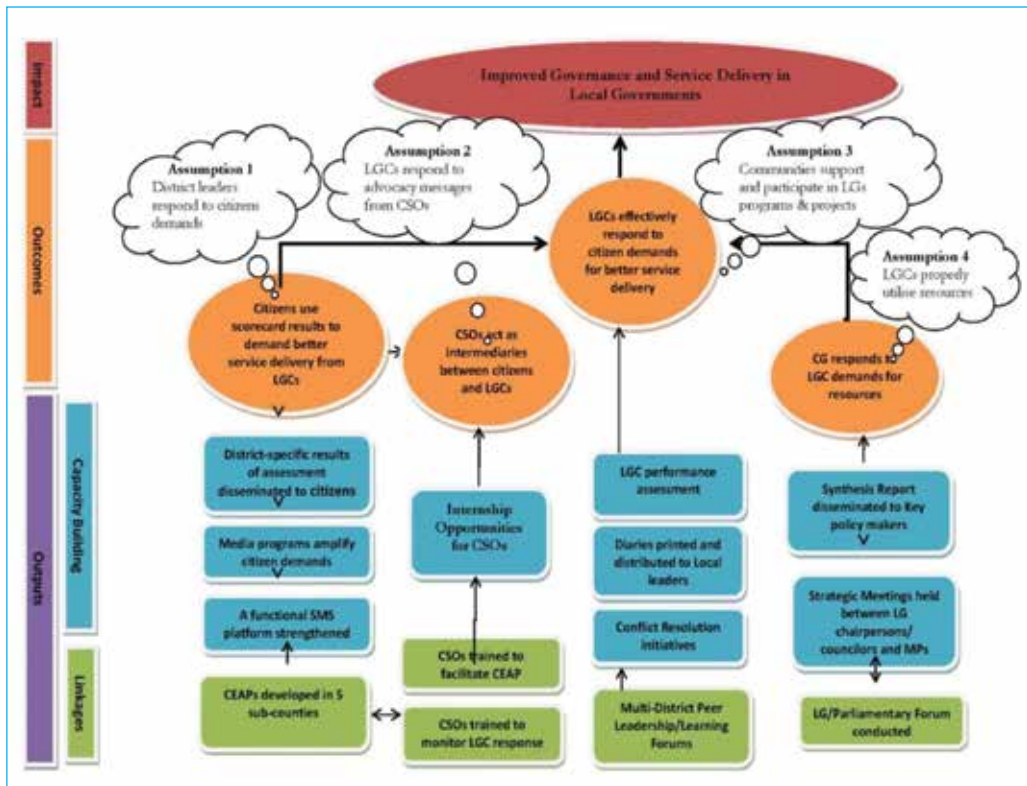 Impact
Improved Governance and Service Delivery in
Local Governments
Outcomes
Assumption 1
District leaders
respond to citizens
demands
Assumption 2
LGCs respond to
advocacy messages
from CSOs
Assumption 3
Communities support
and participate in LGs
programs & projects
Assumption 4
LGCs properly
utilise resources
LGCs effectively
respond to
citizen demands
for better service
delivery
Citizens use
scorecard results to
demand better
service delivery from
LGCs
CSOs act as
intermediaries
between citizens
and LGCs
CG responds to
LGC demands for
resources
Outputs
Capacity Building
District-specific results
of assessment
disseminated to citizens
Media programs amplify
citizen demands
A functional SMS
platform strengthened
Internship
Opportunities
for CSOs
LGC performance
assessment
Diaries printed and
distributed to Local
leaders
Conflict Resolution
initiatives
Synthesis Report
disseminated to Key
policy makers
Strategic Meetings held
between LG
chairpersons/
councilors and MPs
Linkages
CEAPs developed in 5
sub-counties
CSOs trained to
facilitate CEAP
CSOs trained to
monitor LGC response
Multi-District Peer
Leadership/Learning
Forums
LG/Parliamentary Forum
conducted